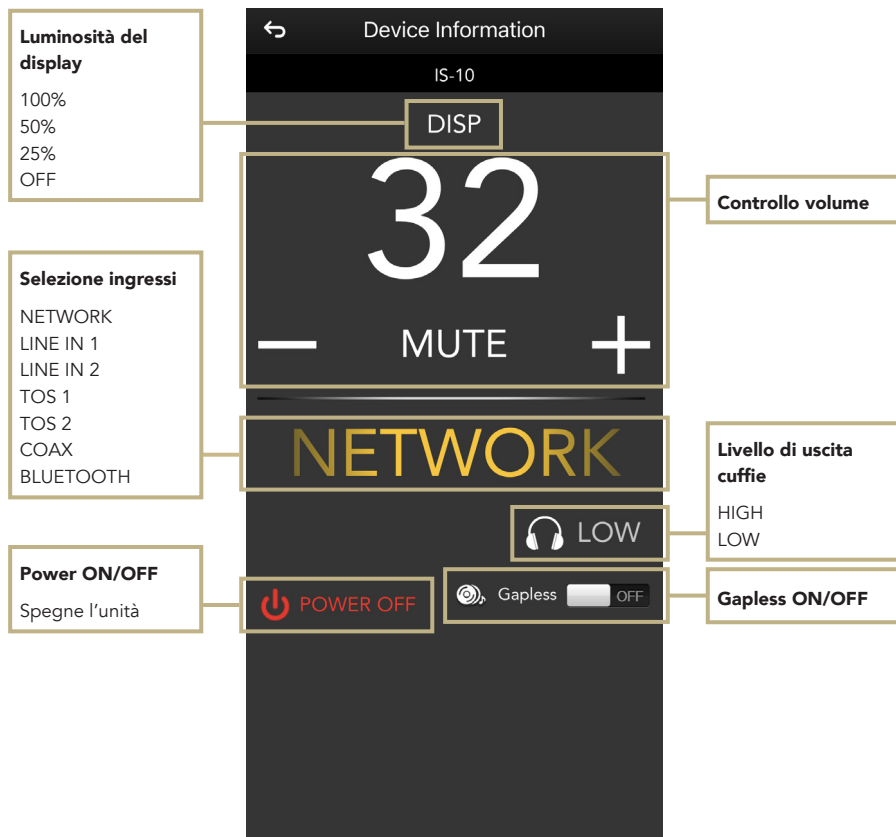 Luminosità del
display
100%
50%
25%
OFF
Device Information
IS-10
DISP
32
MUTE
Controllo volume
Selezione ingressi
NETWORK
LINE IN 1
LINE IN 2
TOS 1
TOS 2
COAX
BLUETOOTH
NETWORK
Livello di uscita
cuffie
HIGH
LOW
LOW
Power ON/OFF
Spegne l’unità
POWER OFF
Gapless OFF
Gapless ON/OFF